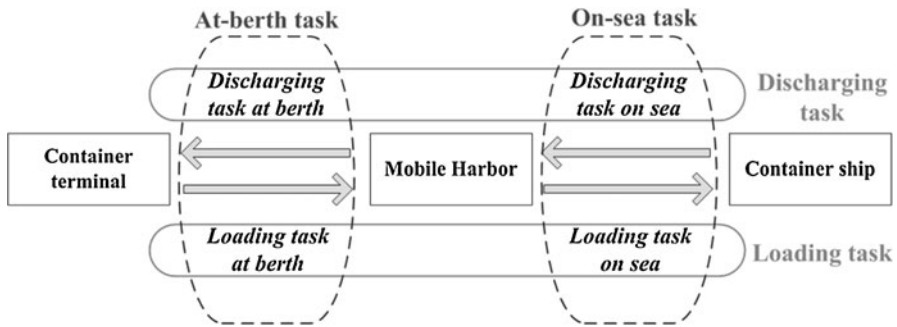 At-berth task
On-sea task
Discharging
task at berth
Discharging
task on sea
Discharging
task
Container
terminal
Mobile Harbor
Container ship
Loading task
at berth
Loading task
on sea
Loading task